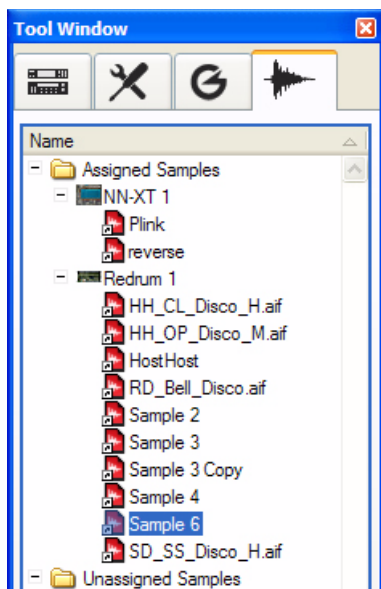 Tool Window
Name
Assigned Samples
NN-XT 1
Plink
reverse
Redrum 1
HH_CL_Disco_H.aif
HH_OP_Disco_M.aif
HostHost
RD_Bell_Disco.aif
Sample 2
Sample 3
Sample 3 Copy
Sample 4
Sample 6
SD_SS_Disco_H.aif
Unassigned Samples